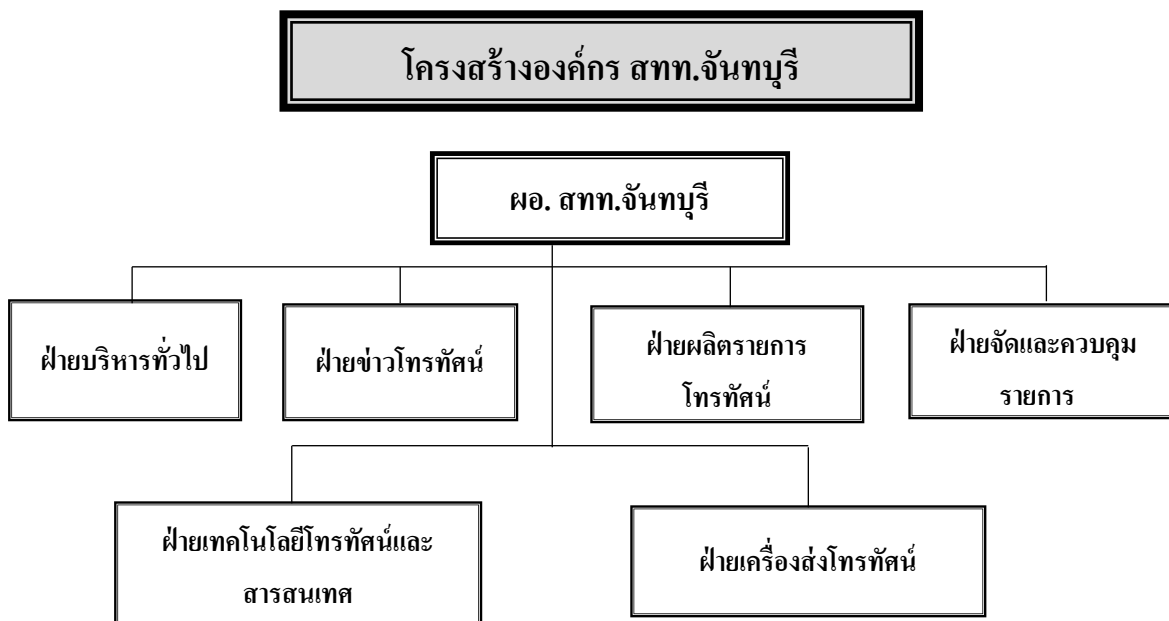 โครงสร้างองค์กร สทท.จันทบุรี
ผอ. สทท.จันทบุรี
ฝ่ายบริหารทั่วไป
ฝ่ายข่าวโทรทัศน์
ฝ่ายผลิตรายการ
โทรทัศน์
ฝ่ายจัดและควบคุม
รายการ
ฝ่ายเทคโนโลยีโทรทัศน์และ
สารสนเทศ
ฝ่ายเครื่องส่งโทรทัศน์